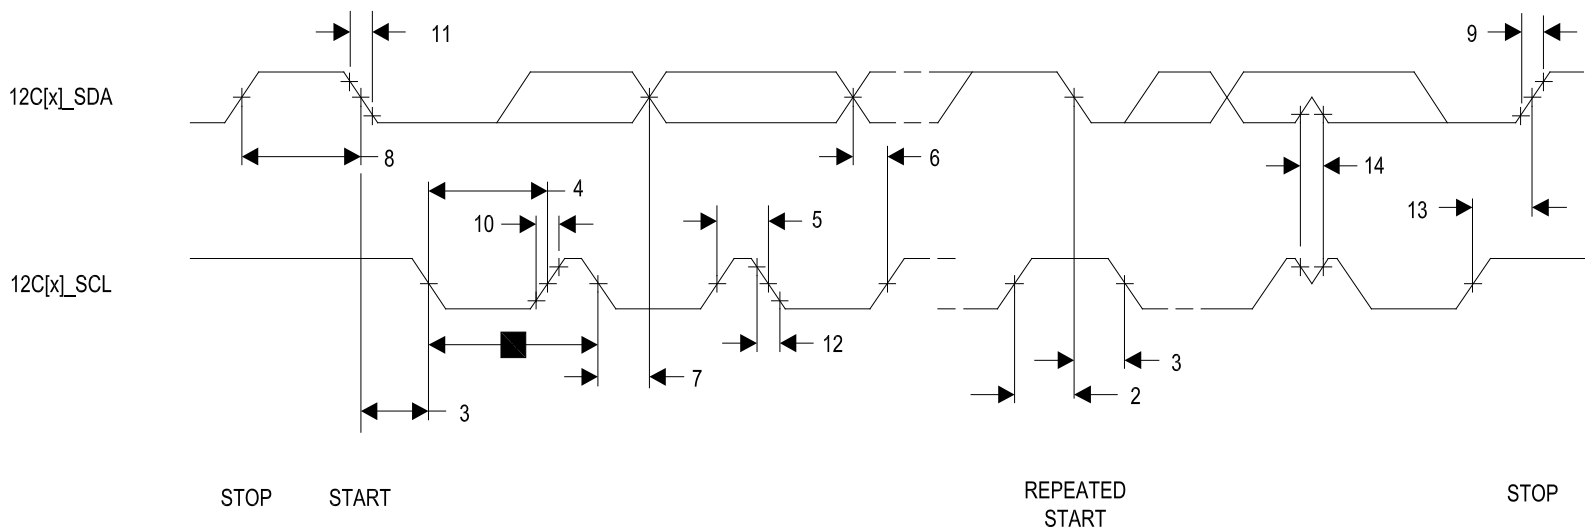 11
9
12C[x]_SDA
8
6
14
4
10
5
13
12C[x]_SCL
12
7
3
2
3
STOP
START
REPEATED
START
STOP